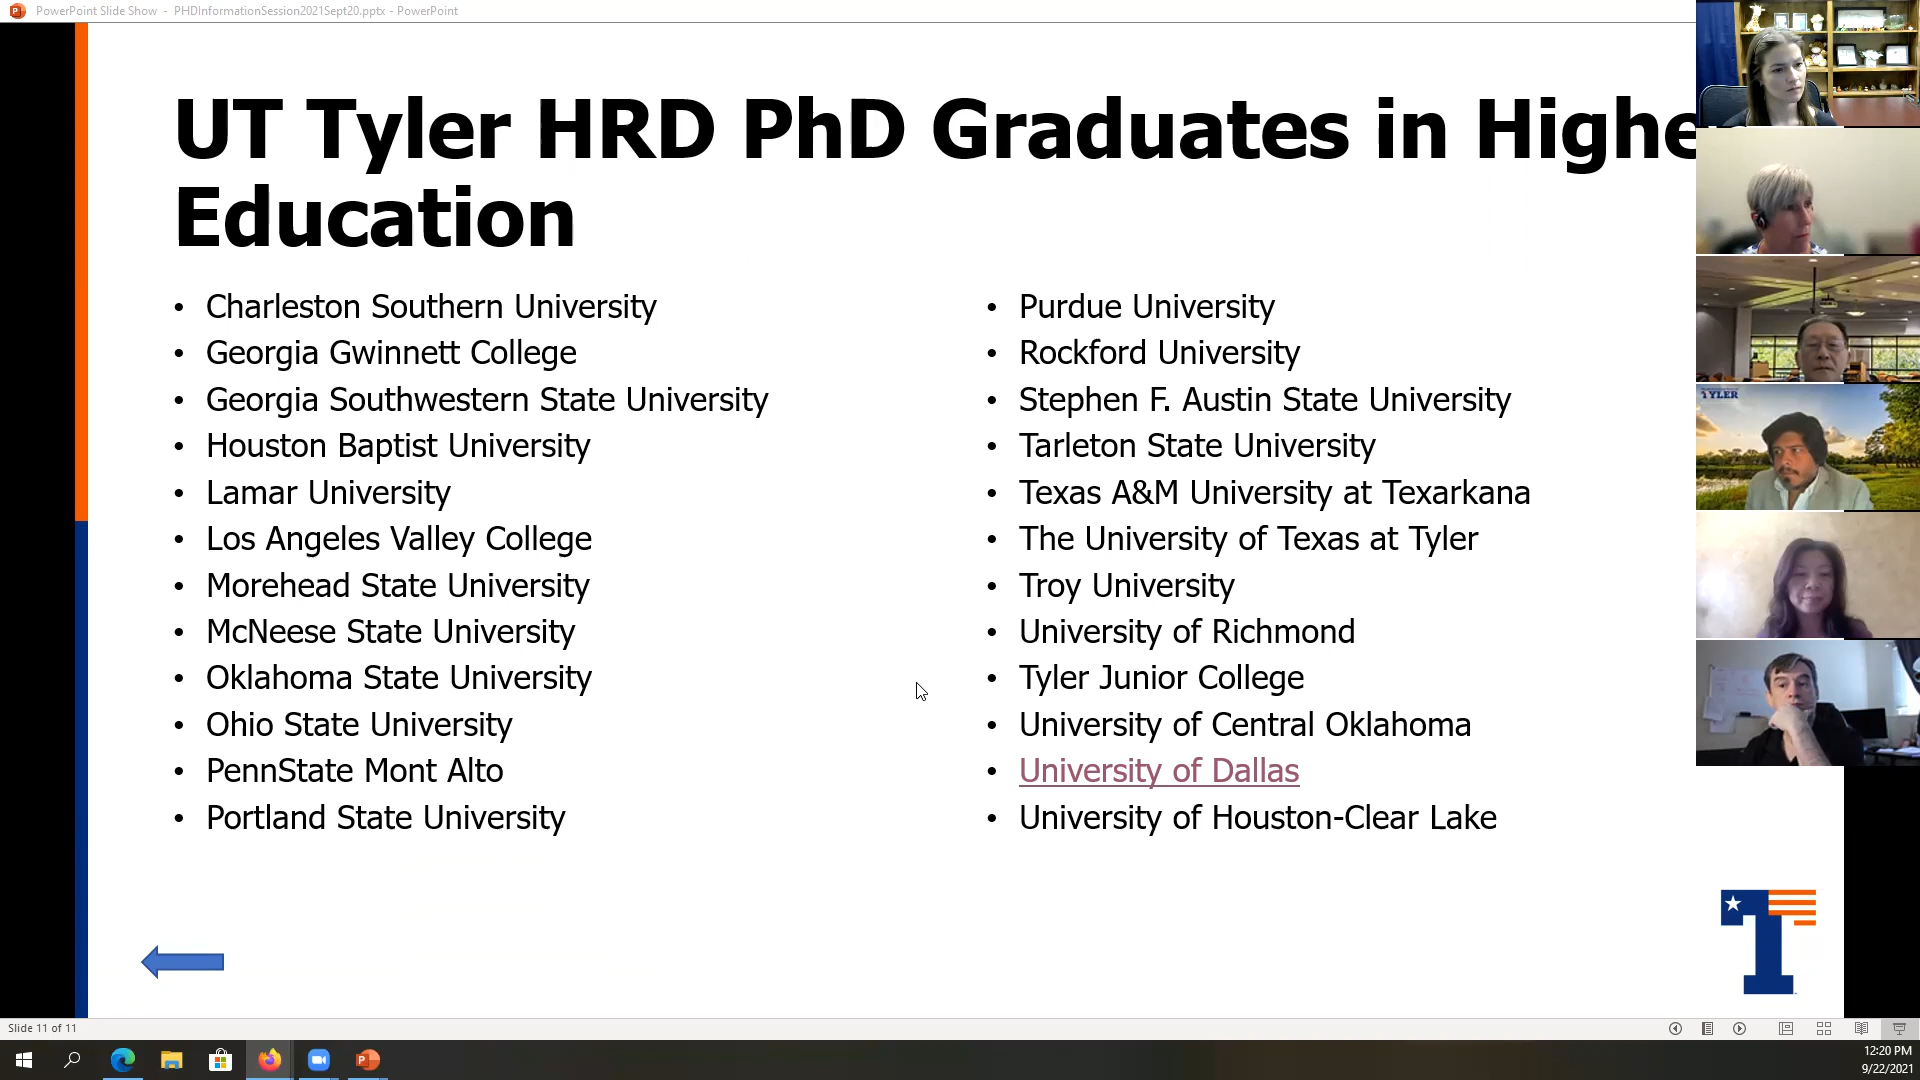 PowerPoint Slide Show - PHDInformationSession2021Sept20.pptx - PowerPoint
UT Tyler HRD PhD Graduates in Highe
Education
• Charleston Southern University
• Georgia Gwinnett College
• Georgia Southwestern State University
• Houston Baptist University
• Lamar University
• Los Angeles Valley College
• Morehead State University
• McNeese State University
• Oklahoma State University
• Ohio State University
• PennState Mont Alto
• Portland State University
• Purdue University
• Rockford University
• Stephen F. Austin State University
• Tarleton State University
• Texas A&M University at Texarkana
• The University of Texas at Tyler
• Troy University
• University of Richmond
• Tyler Junior College
• University of Central Oklahoma
• University of Dallas
• University of Houston-Clear Lake
TYLER
Slide 11 of 11
12:20 PM
9/22/2021